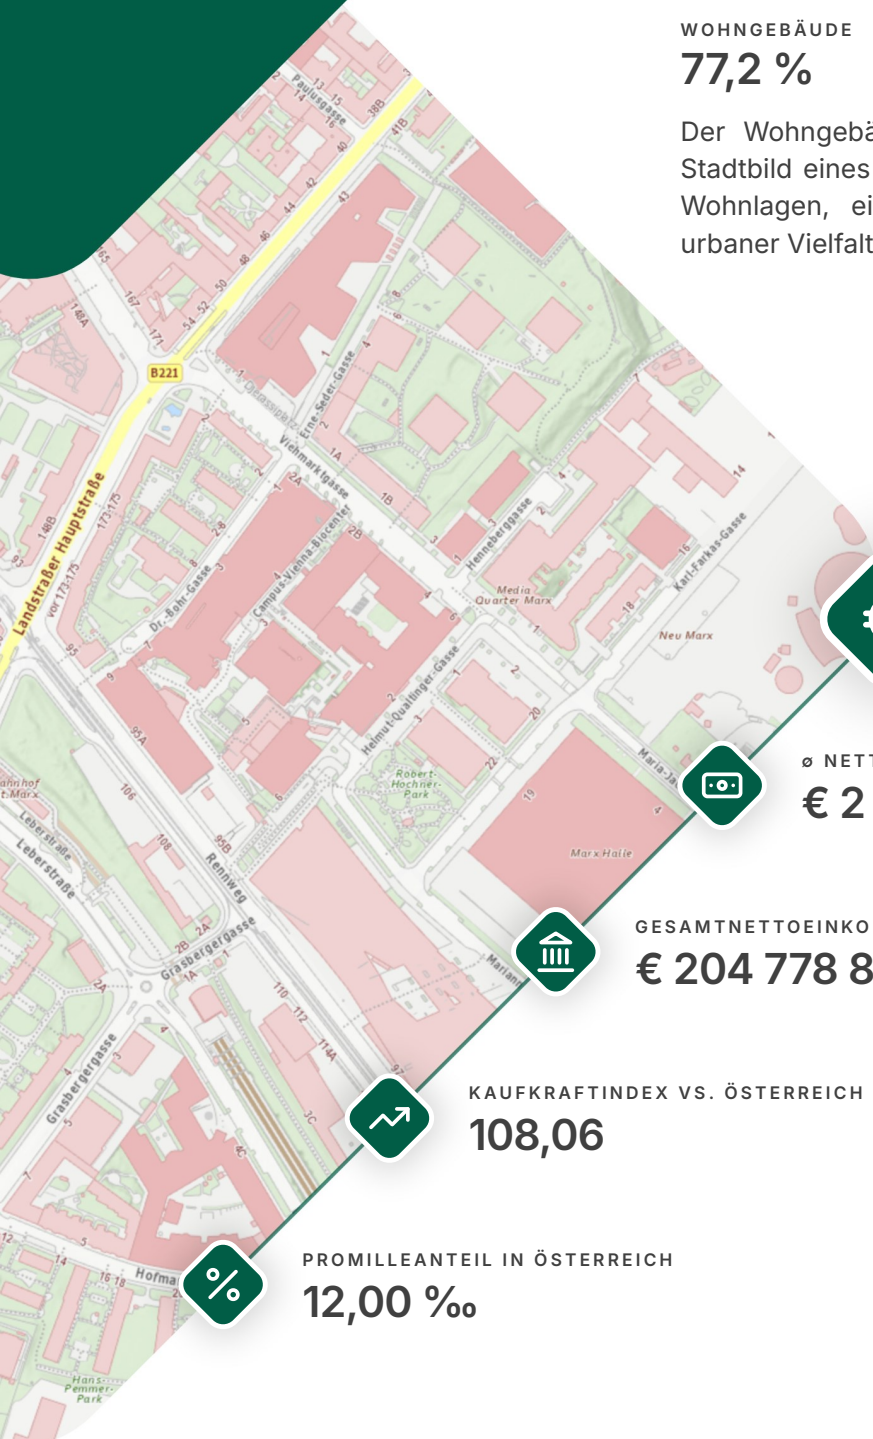 WOHNGEBÄUDE
77,2 %
Der Wohngebä
Stadtbild eines
Wohnlagen, ei
urbaner Vielfalt
Paulusgasse
B221
Landstraßer Hauptstraße
Erne-Seder-Gasse
Viehmarktgasse
Henneberggasse
Karl-Farkas-Gasse
Dr.-Bohr-Gasse
Campus-Vienna-Biocenter
Media
Quarter Marx
Neu Marx
Helmut-Qualtinger-Gasse
Robert-
Hochner-
Park
Marx Halle
Leberstraße
Leberstraße
Rennweg
Grasbergergasse
Grasbergergasse
ø NETT
€ 2
GESAMTNETTOEINKO
€ 204 778 8
KAUFKRAFTINDEX VS. ÖSTERREICH
108,06
PROMILLEANTEIL IN ÖSTERREICH
12,00 ‰
Hofma
Hans-
Pemmer-
Park